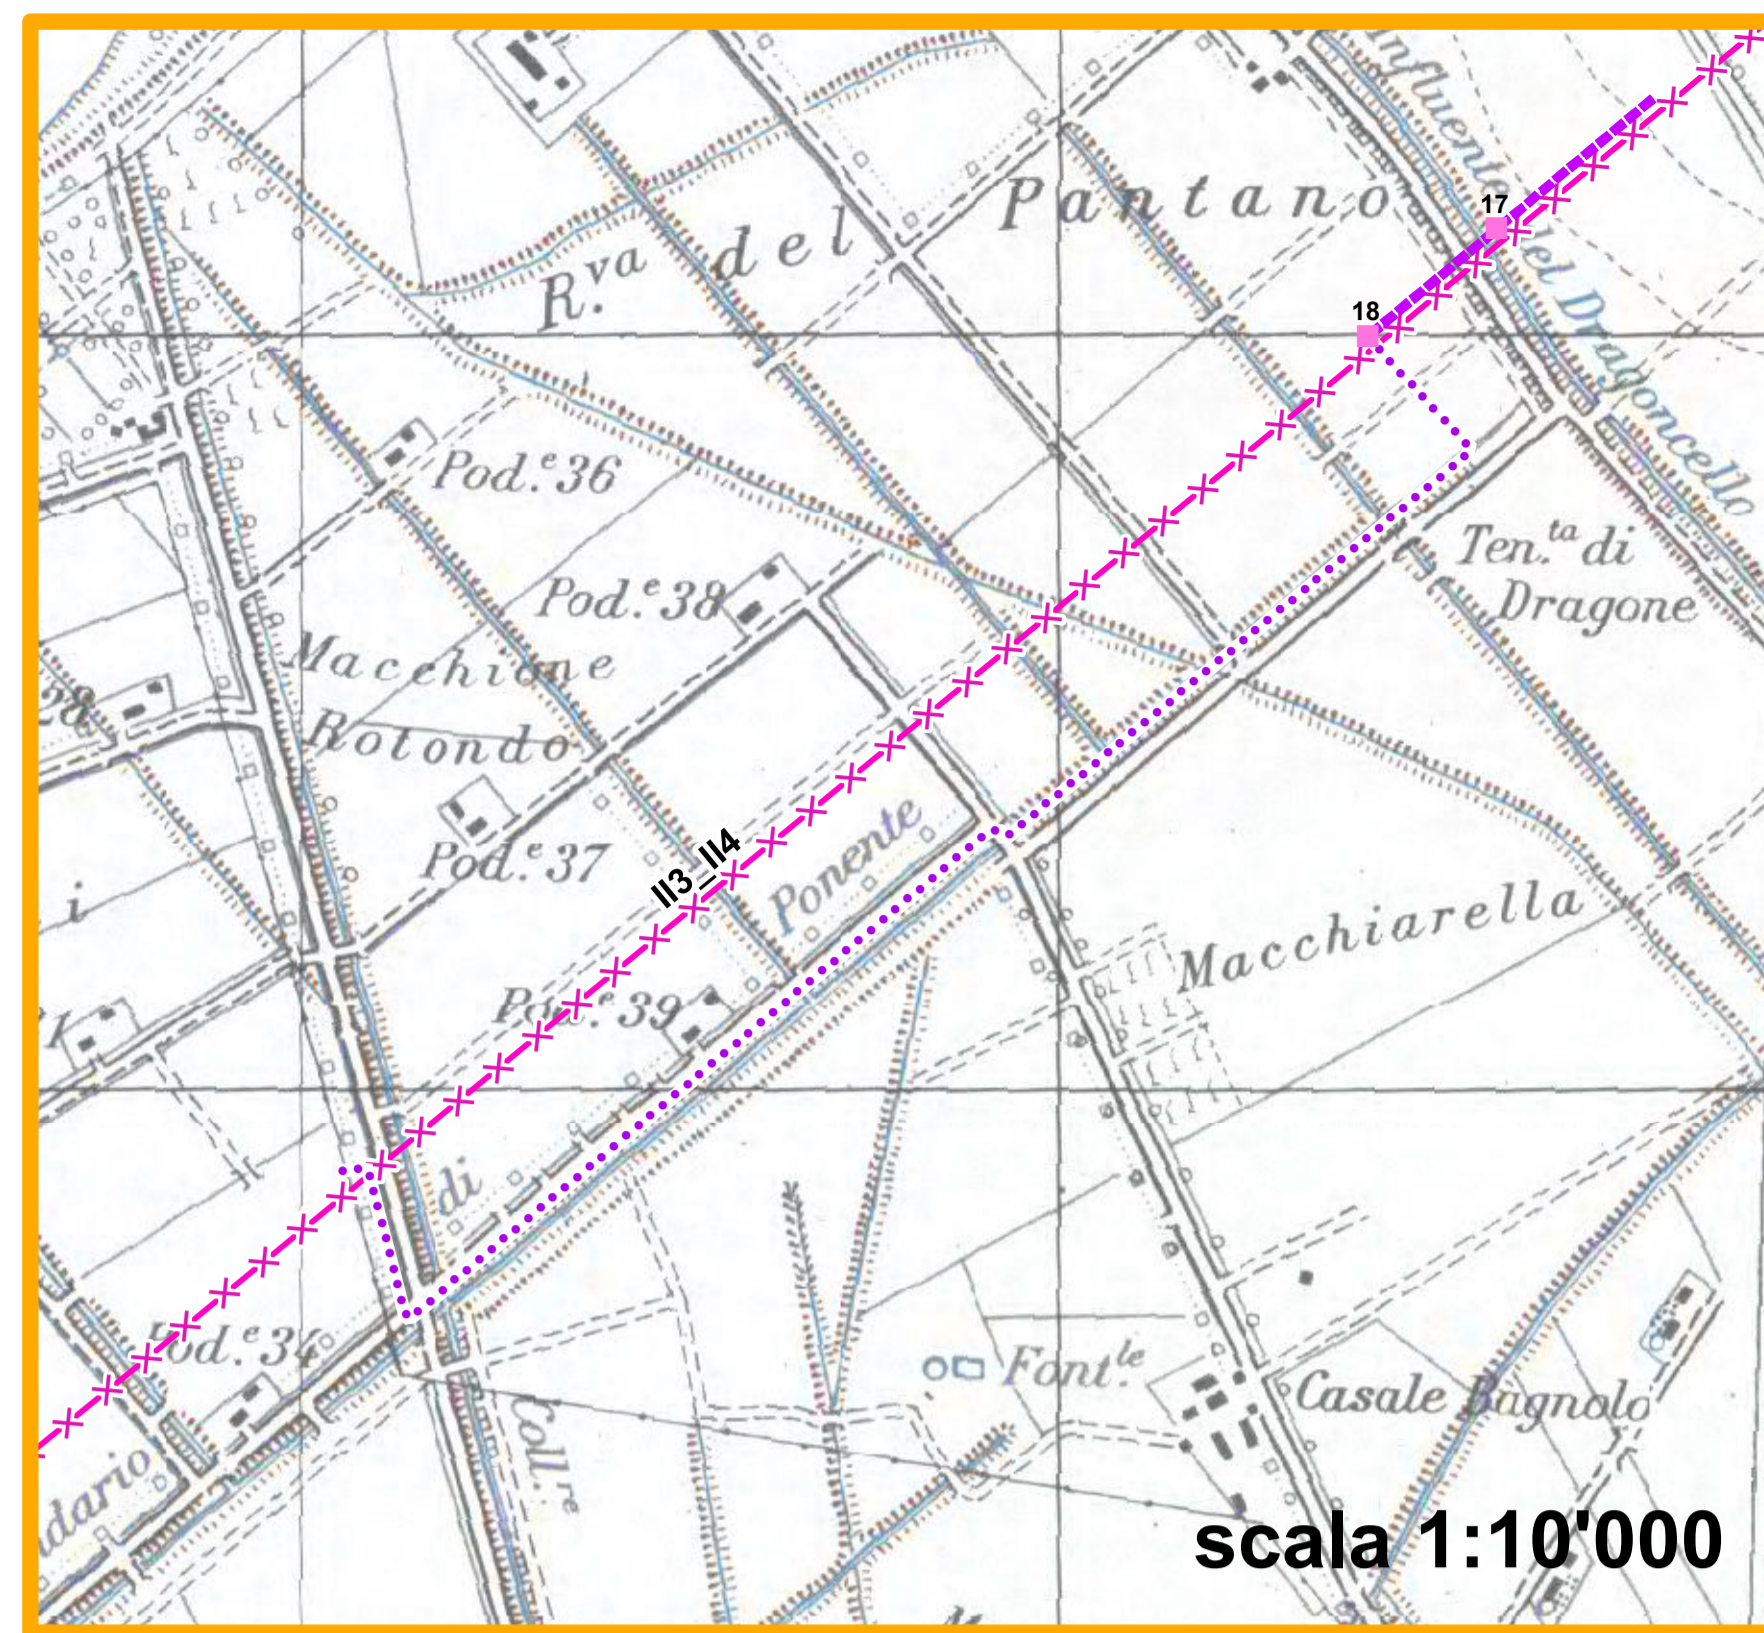 Influente del Dragoncello
Pantano
17
del
R.va
18
Pod.e 36
Ten.ta di
Dragone
Pod.e 38
Macchione
28
Rotondo
Ponente
Pod.e 37
II3_II4
i
Macchiarella
Pod.e 39
di
Pod.e 34
Font.le
Casale Bagnolo
Coll.re
dario
scala 1:10'000